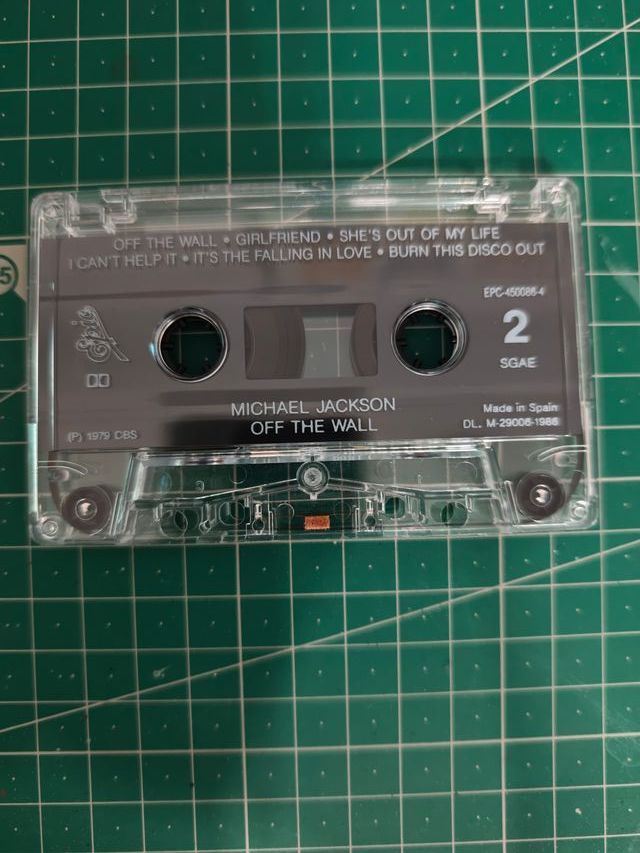 OFF THE WALL • GIRLFRIEND • SHE'S OUT OF MY LIFE
I CAN'T HELP IT • IT'S THE FALLING IN LOVE • BURN THIS DISCO OUT
EPC-450086-4
2
SGAE
Epic
MICHAEL JACKSON
OFF THE WALL
(P) 1979 CBS
Made in Spain
DL. M-29006-1986
5